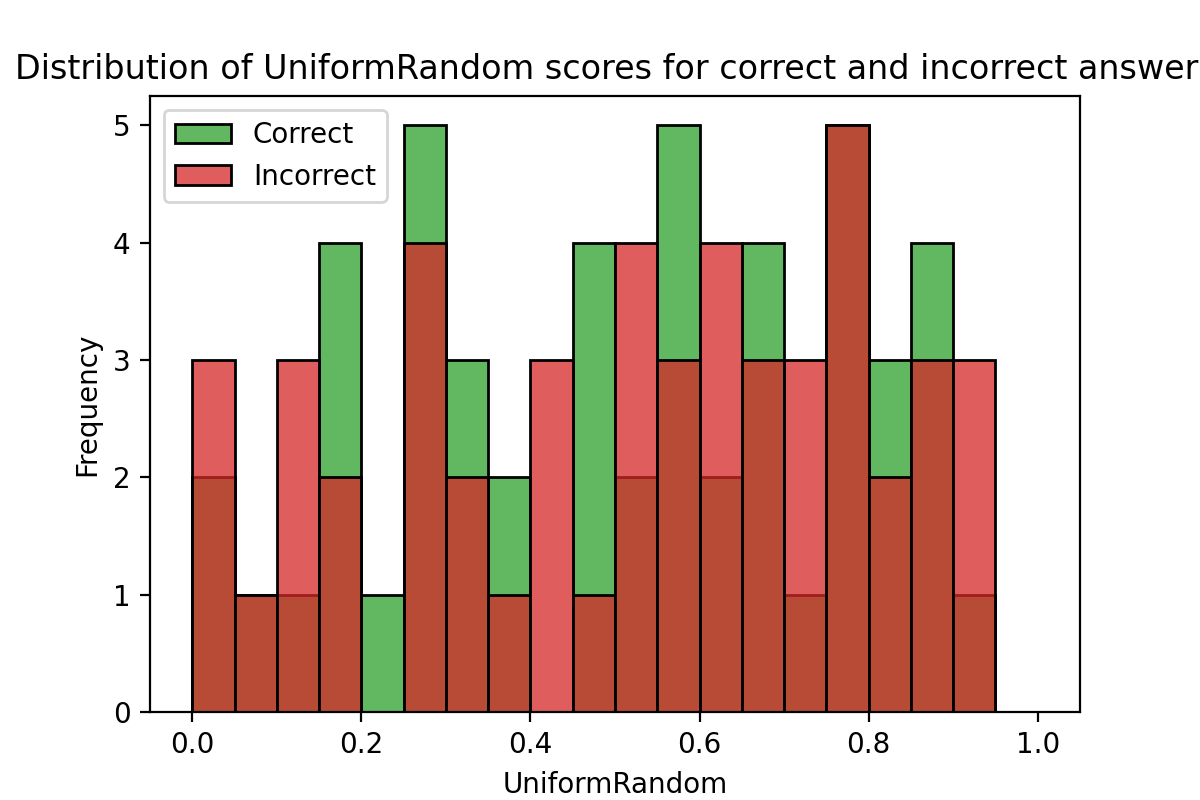 Distribution of UniformRandom scores for correct and incorrect answer
Correct
Incorrect
5
4
3
2
1
0
Frequency
0.0 0.2 0.4 0.6 0.8 1.0
UniformRandom